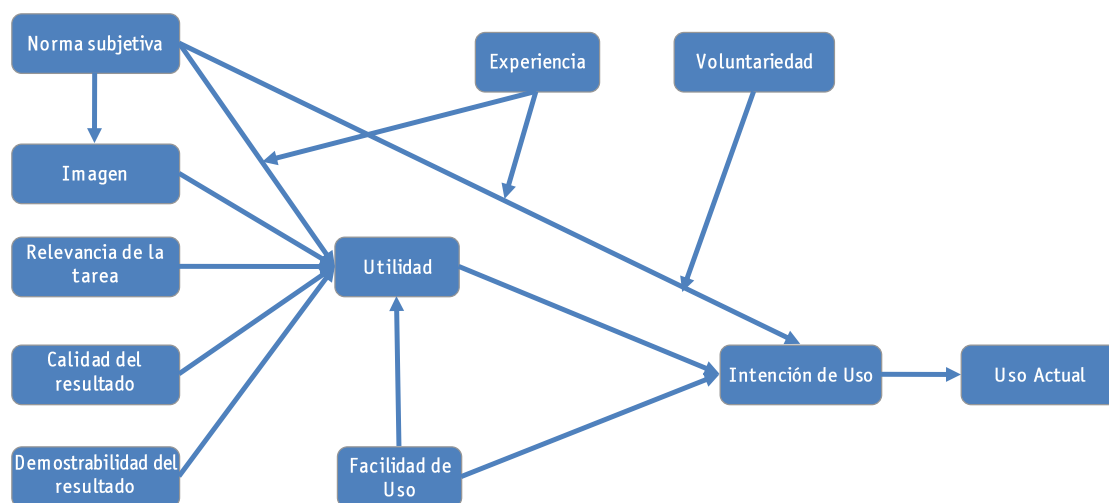 Norma subjetiva
Experiencia
Voluntariedad
Imagen
Relevancia de la
tarea
Utilidad
Calidad del
resultado
Intención de Uso
Uso Actual
Demostrabilidad del
resultado
Facilidad de
Uso